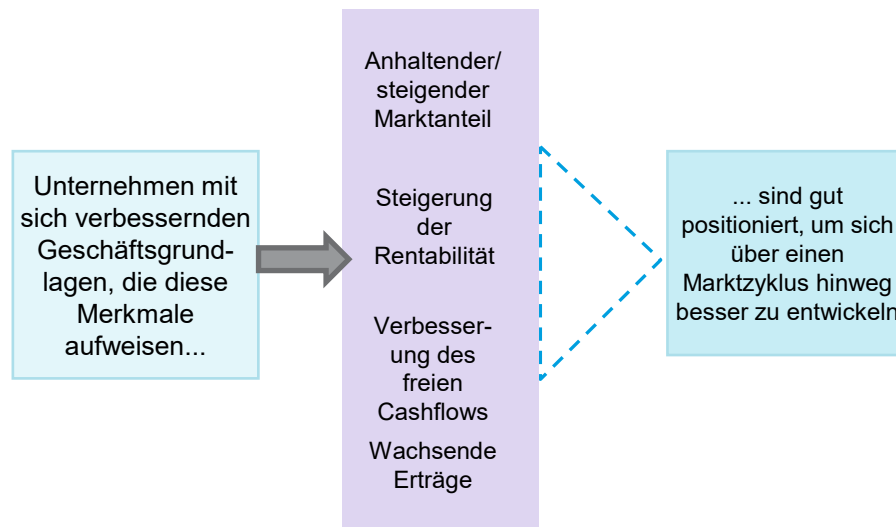 Unternehmen mit
sich verbessernden
Geschäftsgrund-
lagen, die diese
Merkmale
aufweisen...
Anhaltender/
steigender
Marktanteil
Steigerung
der
Rentabilität
Verbesser-
ung des
freien
Cashflows
Wachsende
Erträge
... sind gut
positioniert, um sich
über einen
Marktzyklus hinweg
besser zu entwickeln